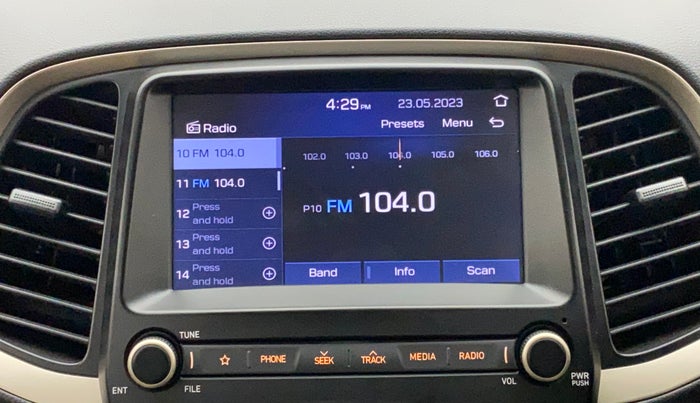 4:29 PM 23.05.2023
Radio Presets Menu
10 FM 104.0
11 FM 104.0
12 Press and hold
13 Press and hold
14 Press and hold
102.0 103.0 104.0 105.0 106.0
P10 FM 104.0
Band Info Scan
TUNE
PHONE SEEK TRACK MEDIA RADIO
ENT FILE VOL PWR PUSH